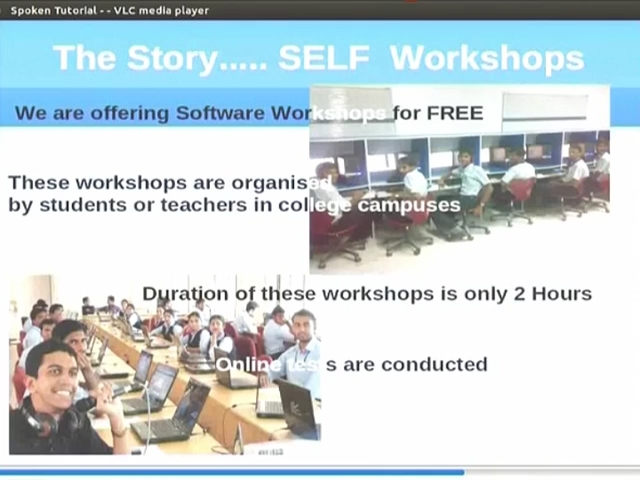 Spoken Tutorial - - VLC media player
The Story..... SELF Workshops
We are offering Software Workshops for FREE
These workshops are organised
by students or teachers in college campuses
Duration of these workshops is only 2 Hours
Online tests are conducted